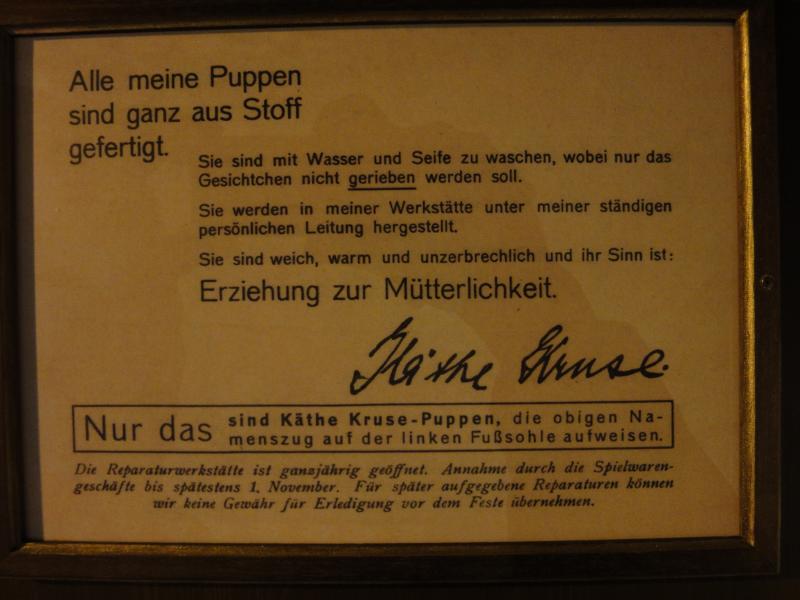 Alle meine Puppen
sind ganz aus Stoff
gefertigt.
Sie sind mit Wasser und Seife zu waschen, wobei nur das
Gesichtchen nicht gerieben werden soll.
Sie werden in meiner Werkstätte unter meiner ständigen
persönlichen Leitung hergestellt.
Sie sind weich, warm und unzerbrechlich und ihr Sinn ist:
Erziehung zur Mütterlichkeit.
Käthe Kruse.
Nur das sind Käthe Kruse-Puppen, die obigen Na-
menszug auf der linken Fußsohle aufweisen.
Die Reparaturwerkstätte ist ganzjährig geöffnet. Annahme durch die Spielwaren-
geschäfte bis spätestens 1. November. Für später aufgegebene Reparaturen können
wir keine Gewähr für Erledigung vor dem Feste übernehmen.